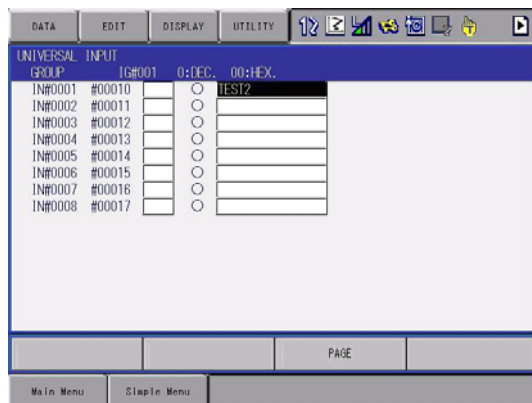 DATA EDIT DISPLAY UTILITY
UNIVERSAL INPUT
GROUP IG#001 0:DEC. 00:HEX.
IN#0001 #00010 TEST2
IN#0002 #00011
IN#0003 #00012
IN#0004 #00013
IN#0005 #00014
IN#0006 #00015
IN#0007 #00016
IN#0008 #00017
PAGE
Main Menu Simple Menu